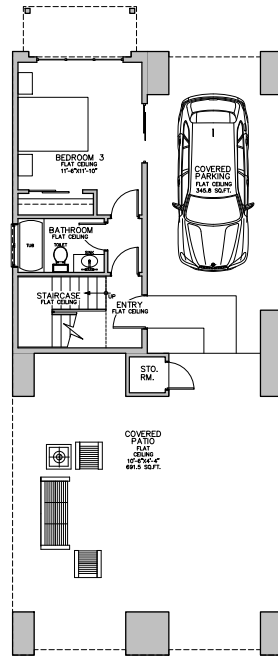 BEDROOM 3
FLAT CEILING
11'-6"X11'-10"
COVERED
PARKING
FLAT CEILING
345.8 SQ.FT.
BATHROOM
FLAT CEILING
TUB
TOILET
SINK
STAIRCASE
FLAT CEILING
UP
ENTRY
FLAT CEILING
STO.
RM.
COVERED
PATIO
FLAT
CEILING
10'-6"X4'-4"
691.5 SQ.FT.